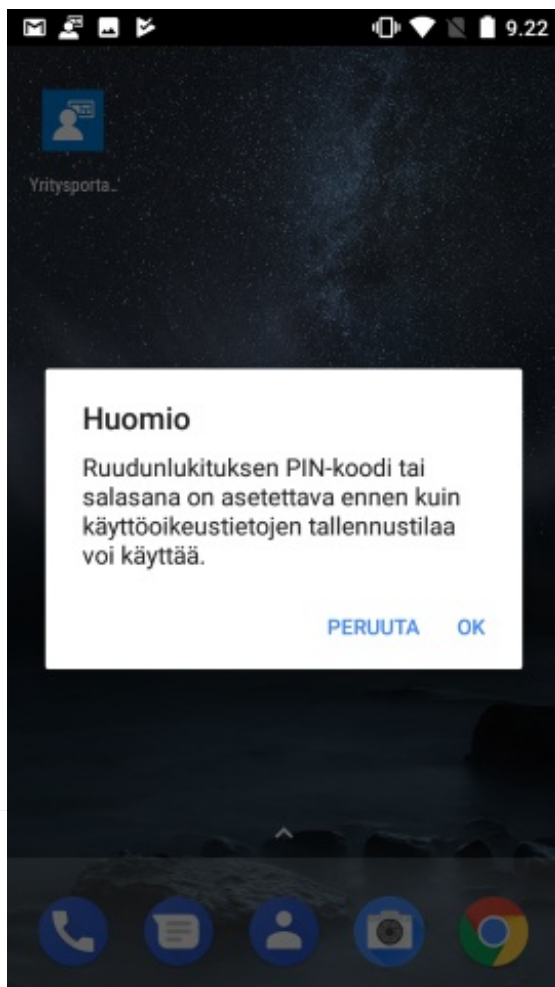 9.22
Yritysporta…
Huomio
Ruudunlukituksen PIN-koodi tai
salasana on asetettava ennen kuin
käyttöoikeustietojen tallennustilaa
voi käyttää.
PERUUTA OK